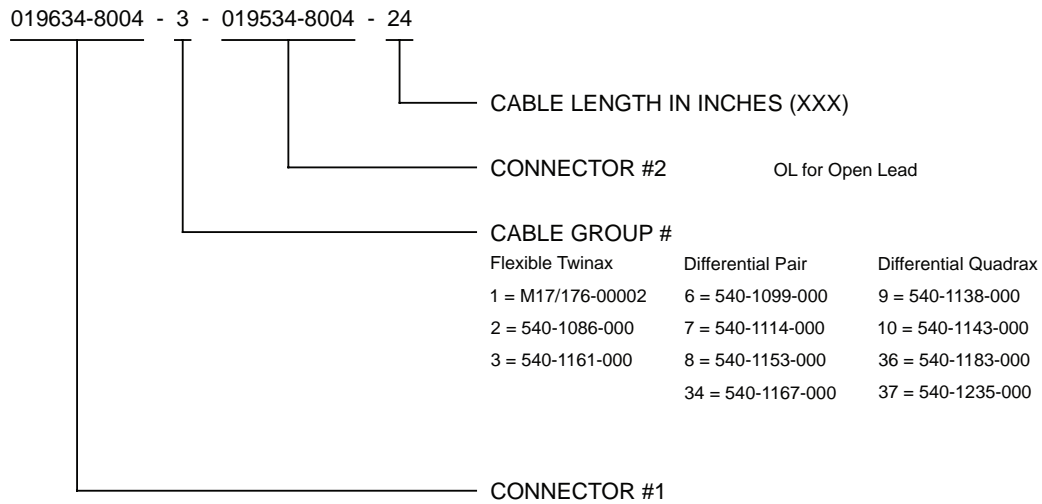 019634-8004 - 3 - 019534-8004 - 24
CABLE LENGTH IN INCHES (XXX)
CONNECTOR #2 OL for Open Lead
CABLE GROUP #
Flexible Twinax Differential Pair Differential Quadrax
1 = M17/176-00002 6 = 540-1099-000 9 = 540-1138-000
2 = 540-1086-000 7 = 540-1114-000 10 = 540-1143-000
3 = 540-1161-000 8 = 540-1153-000 36 = 540-1183-000
34 = 540-1167-000 37 = 540-1235-000
CONNECTOR #1